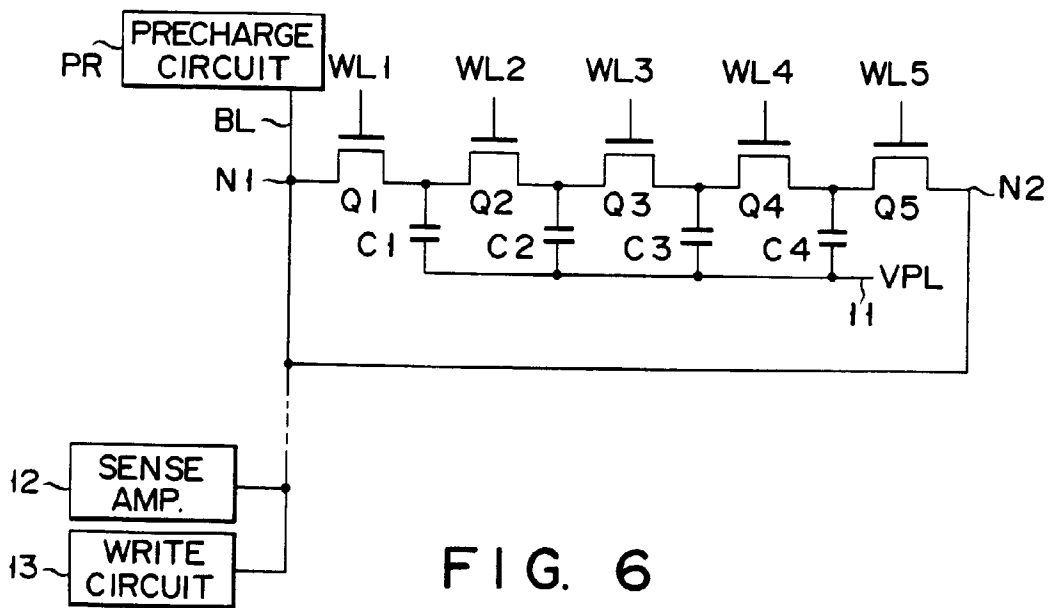 PRECHARGE
CIRCUIT
PR
WL1 WL2 WL3 WL4 WL5
BL
N1 N2
Q1 Q2 Q3 Q4 Q5
C1 C2 C3 C4
VPL
11
12
SENSE
AMP.
13
WRITE
CIRCUIT
FIG. 6